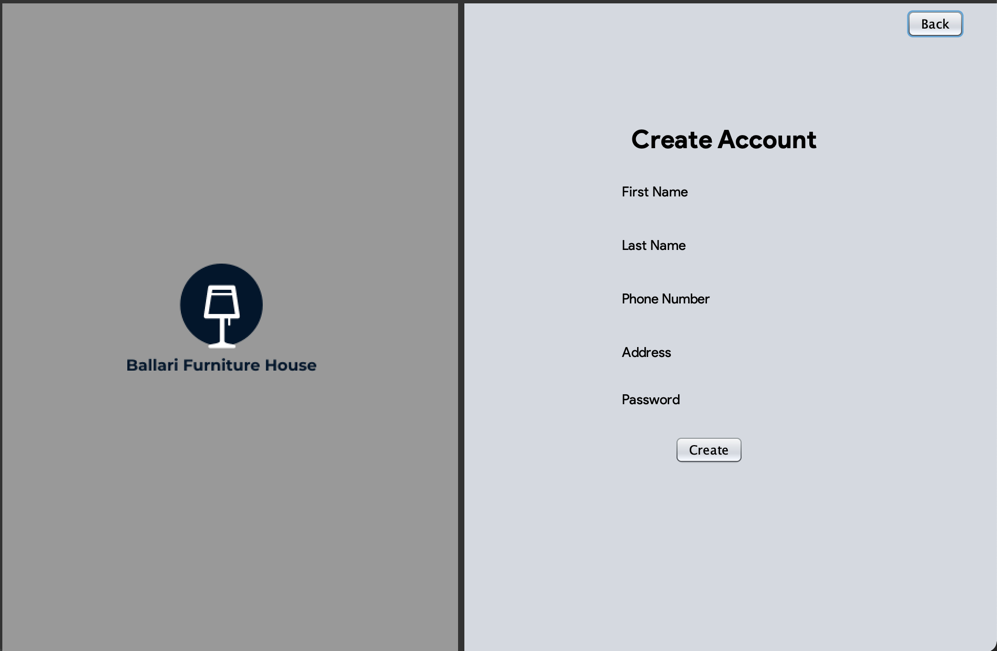 Back
Ballari Furniture House
Create Account
First Name
Last Name
Phone Number
Address
Password
Create